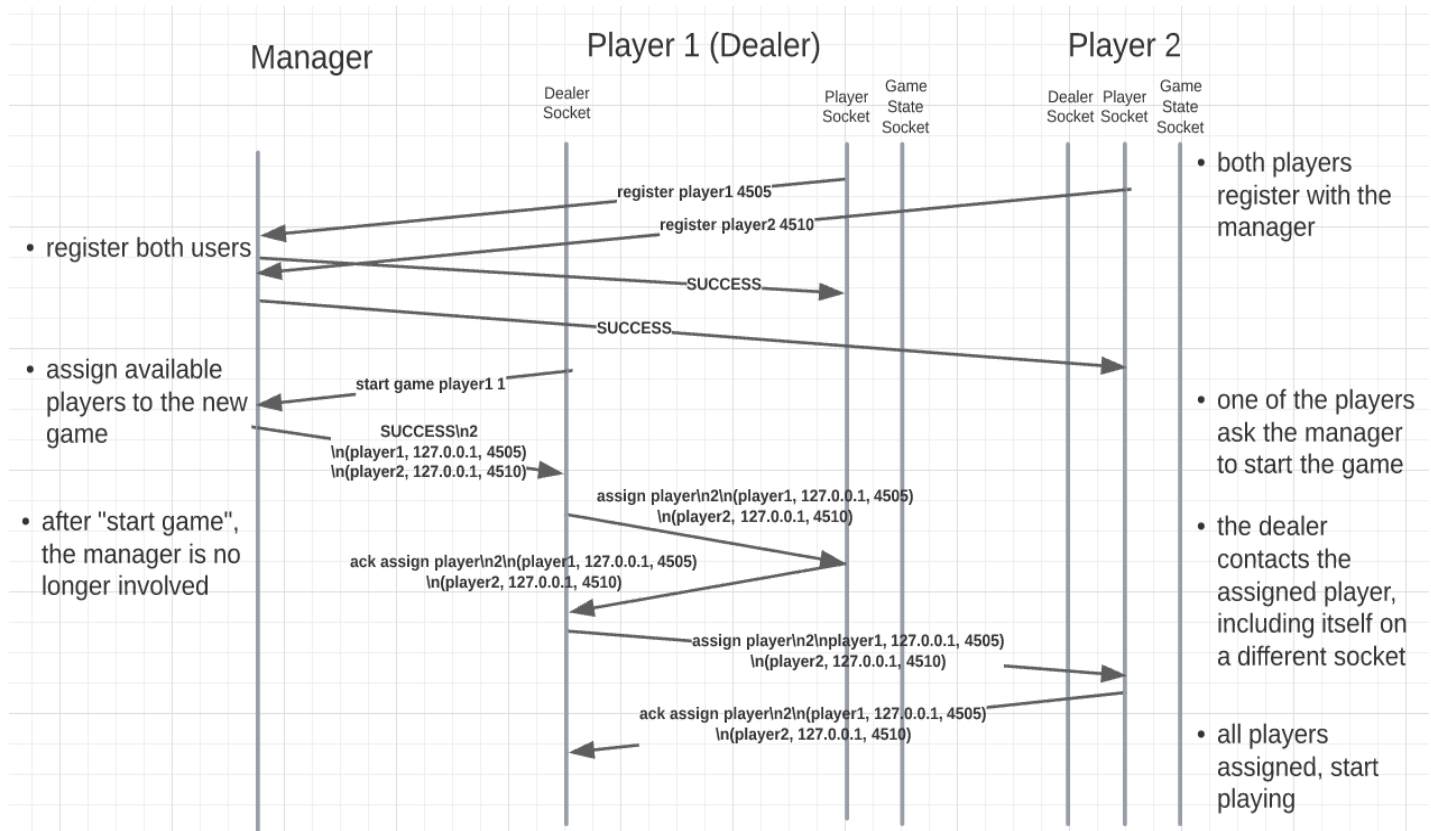 Manager
Player 1 (Dealer)
Player 2
Dealer
Socket
Player
Socket
Game
State
Socket
Dealer
Socket
Player
Socket
Game
State
Socket
• both players
register with the
manager
register player1 4505
register player2 4510
• register both users
SUCCESS
SUCCESS
• assign available
players to the new
game
start game player1 1
• one of the players
ask the manager
to start the game
SUCCESS\n2
\n(player1, 127.0.0.1, 4505)
\n(player2, 127.0.0.1, 4510)
assign player\n2\n(player1, 127.0.0.1, 4505)
\n(player2, 127.0.0.1, 4510)
• after "start game",
the manager is no
longer involved
• the dealer
contacts the
assigned player,
including itself on
a different socket
ack assign player\n2\n(player1, 127.0.0.1, 4505)
\n(player2, 127.0.0.1, 4510)
assign player\n2\nplayer1, 127.0.0.1, 4505)
\n(player2, 127.0.0.1, 4510)
ack assign player\n2\n(player1, 127.0.0.1, 4505)
\n(player2, 127.0.0.1, 4510)
• all players
assigned, start
playing